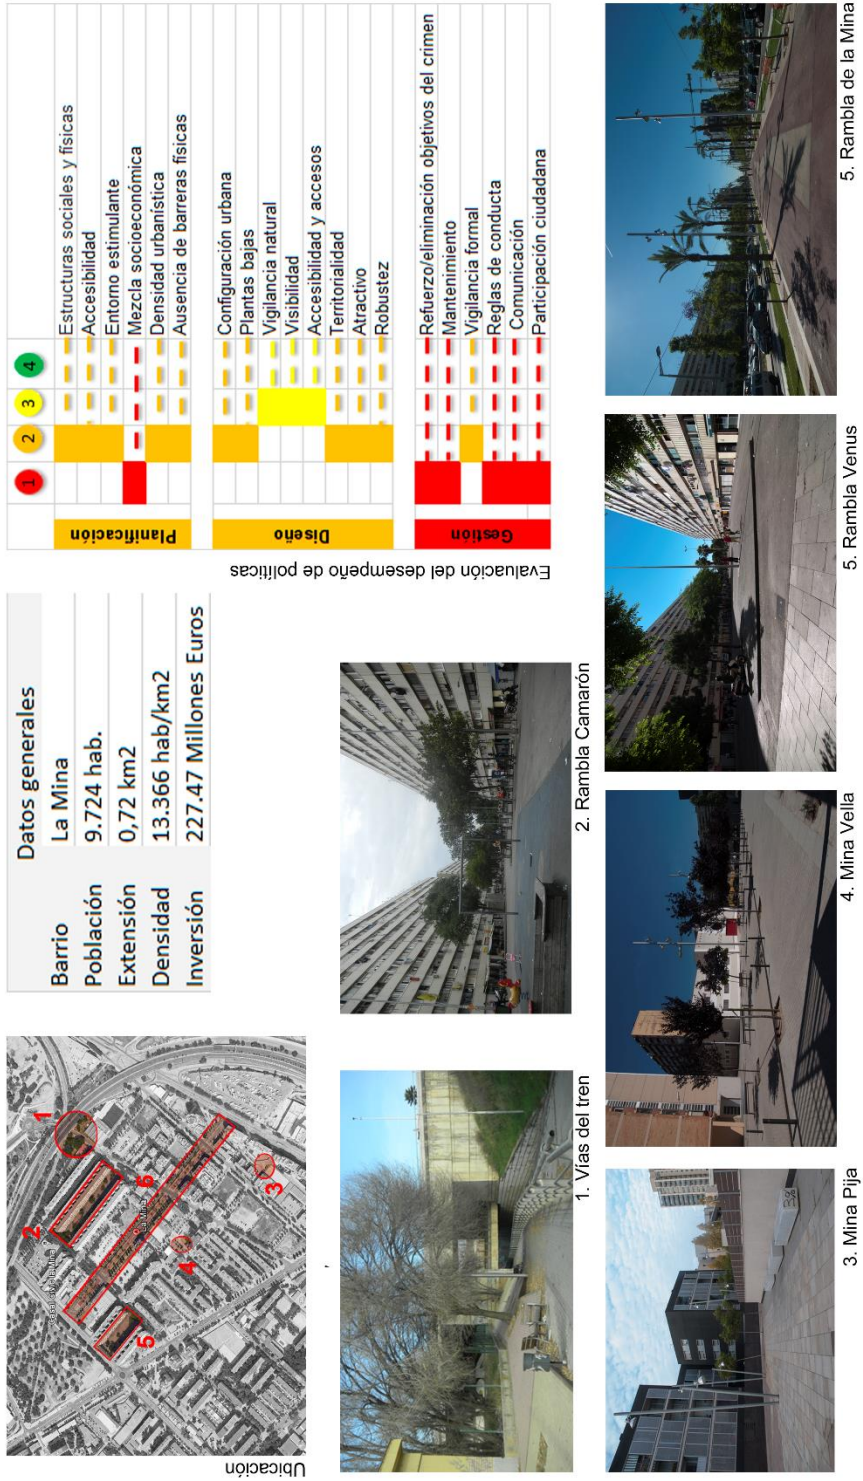 Ubicación
1
2
6
La Mina
5
4
3
Datos generales
Barrio La Mina
Población 9.724 hab.
Extensión 0,72 km2
Densidad 13.366 hab/km2
Inversión 227.47 Millones Euros
Evaluación del desempeño de políticas
1 2 3 4
Planificación
Estructuras sociales y físicas
Accesibilidad
Entorno estimulante
Mezcla socioeconómica
Densidad urbanística
Ausencia de barreras físicas
Diseño
Configuración urbana
Plantas bajas
Vigilancia natural
Visibilidad
Accesibilidad y accesos
Territorialidad
Atractivo
Robustez
Gestión
Refuerzo/eliminación objetivos del crimen
Mantenimiento
Vigilancia formal
Reglas de conducta
Comunicación
Participación ciudadana
1. Vías del tren
2. Rambla Camarón
3. Mina Pija
4. Mina Vella
5. Rambla Venus
5. Rambla de la Mina